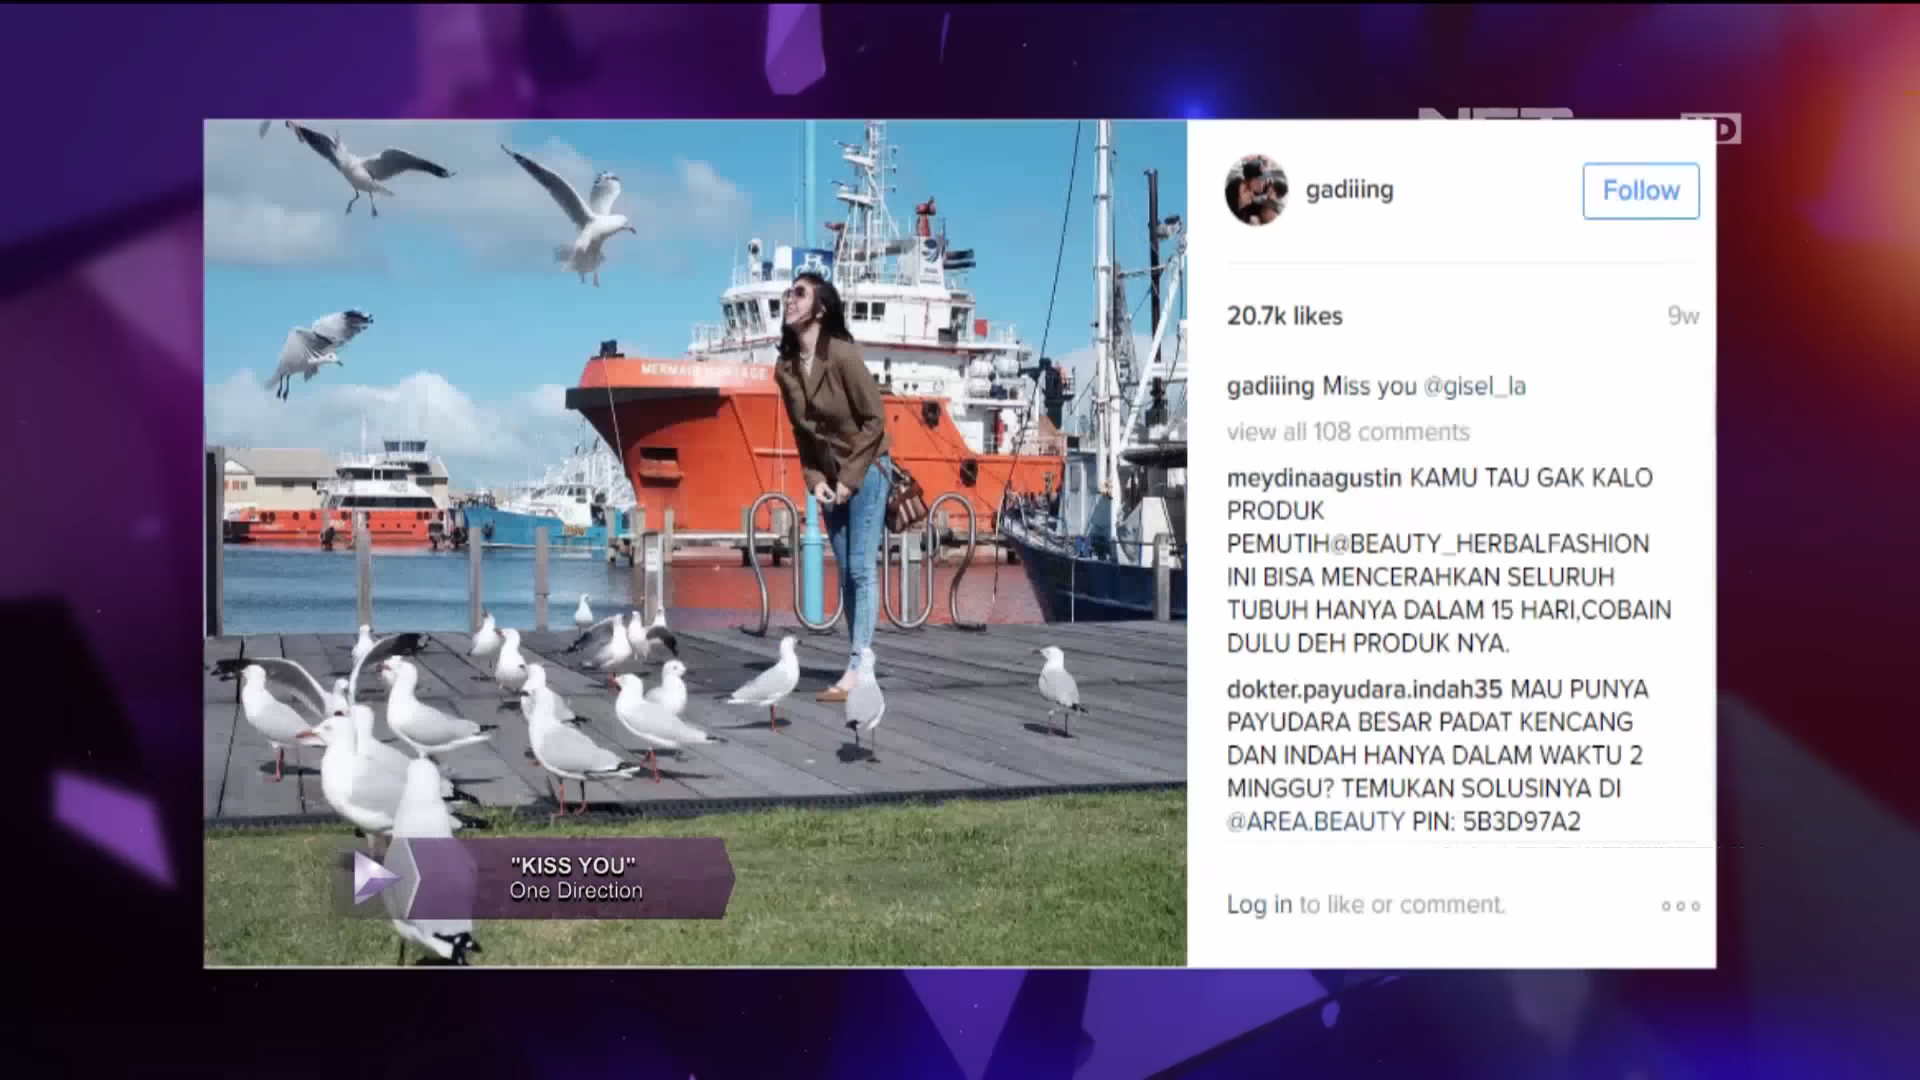 NET
HD
gadiiing
Follow
20.7k likes
9w
gadiiing Miss you @gisel_la
view all 108 comments
meydinaagustin KAMU TAU GAK KALO
PRODUK
PEMUTIH@BEAUTY_HERBALFASHION
INI BISA MENCERAHKAN SELURUH
TUBUH HANYA DALAM 15 HARI,COBAIN
DULU DEH PRODUK NYA.
dokter.payudara.indah35 MAU PUNYA
PAYUDARA BESAR PADAT KENCANG
DAN INDAH HANYA DALAM WAKTU 2
MINGGU? TEMUKAN SOLUSINYA DI
@AREA.BEAUTY PIN: 5B3D97A2
Log in to like or comment.
"KISS YOU"
One Direction